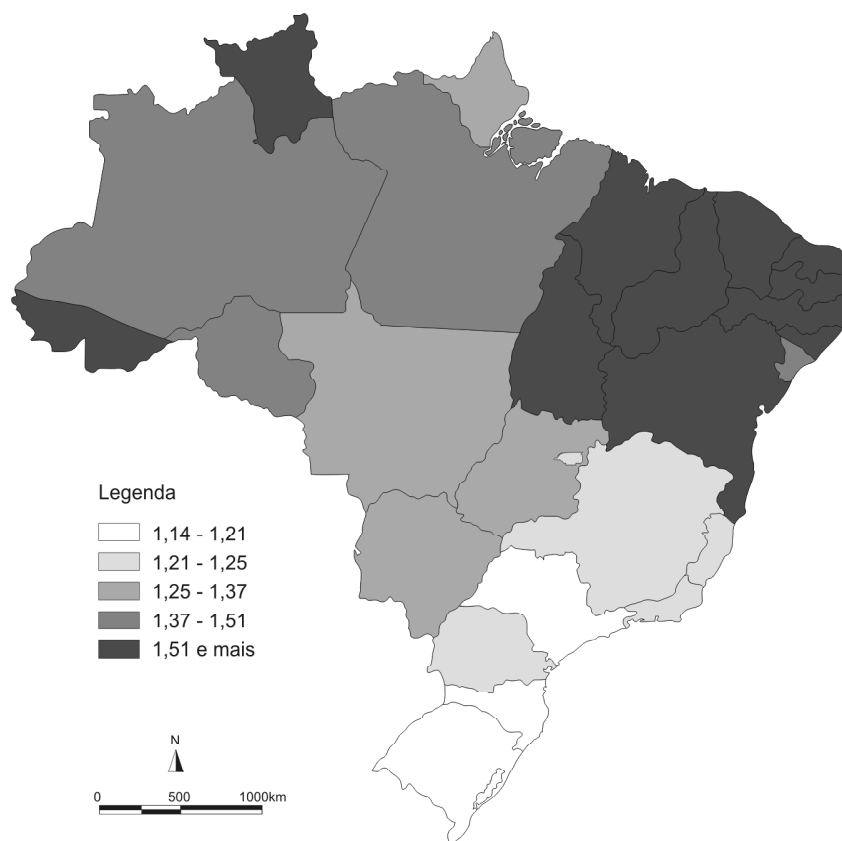 Legenda
1,14 - 1,21
1,21 - 1,25
1,25 - 1,37
1,37 - 1,51
1,51 e mais
N
0 500 1000km